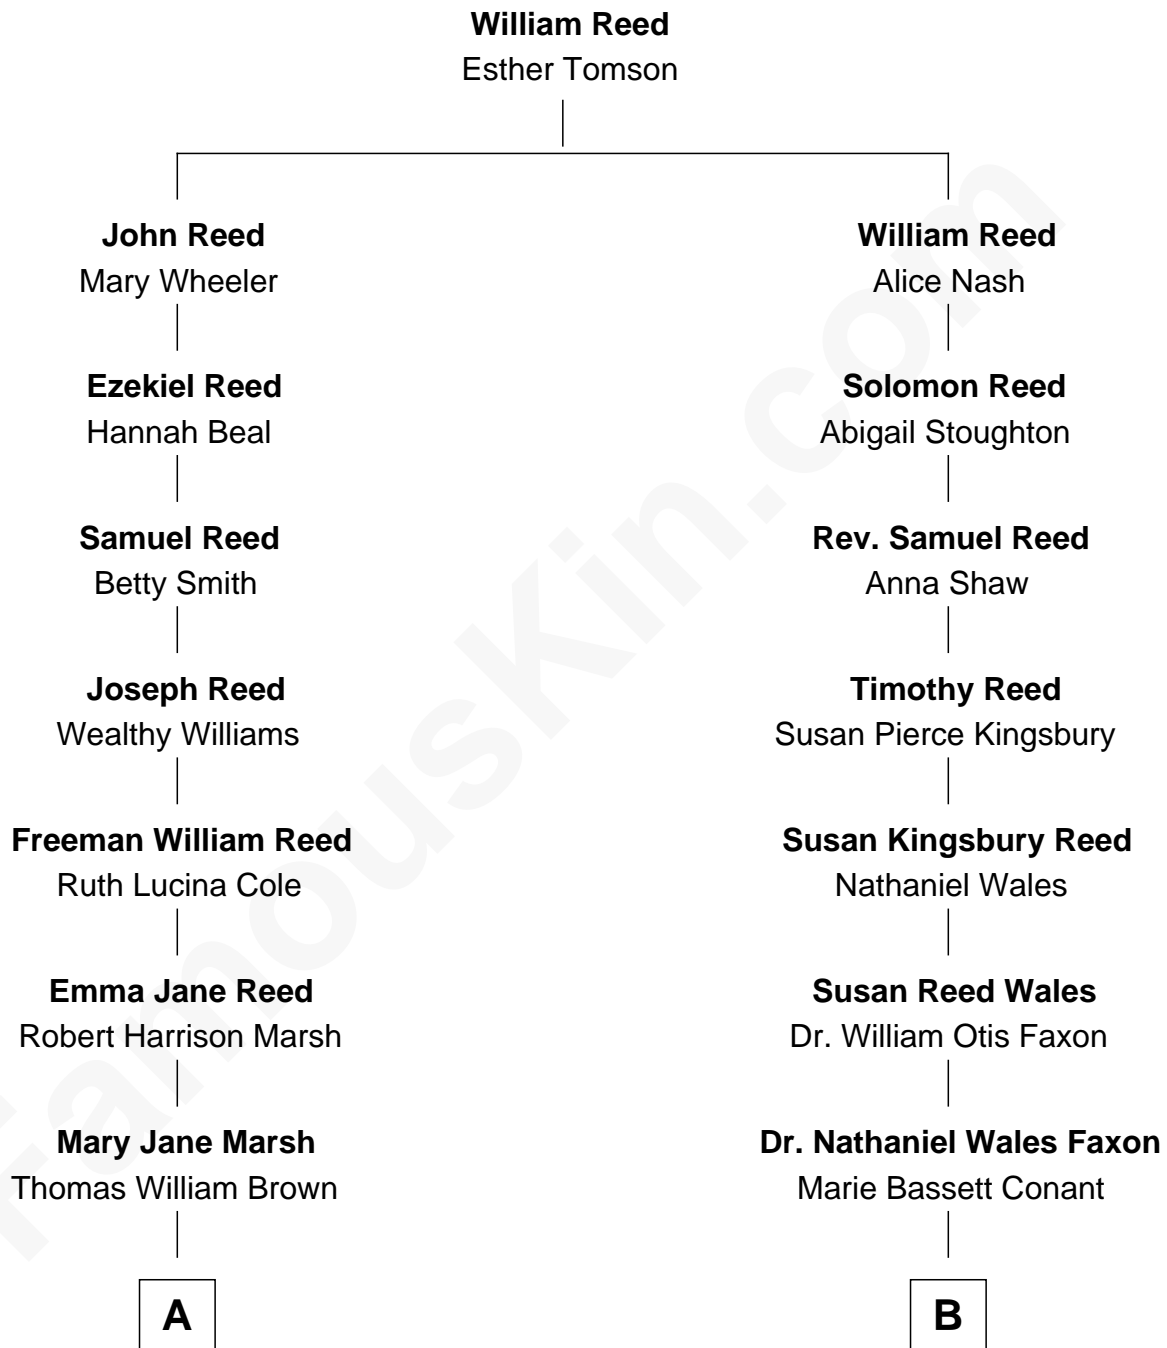 William Reed
Esther Tomson
John Reed
Mary Wheeler
William Reed
Alice Nash
Ezekiel Reed
Hannah Beal
Solomon Reed
Abigail Stoughton
Samuel Reed
Betty Smith
Rev. Samuel Reed
Anna Shaw
Joseph Reed
Wealthy Williams
Timothy Reed
Susan Pierce Kingsbury
Freeman William Reed
Ruth Lucina Cole
Susan Kingsbury Reed
Nathaniel Wales
Emma Jane Reed
Robert Harrison Marsh
Susan Reed Wales
Dr. William Otis Faxon
Mary Jane Marsh
Thomas William Brown
Dr. Nathaniel Wales Faxon
Marie Bassett Conant
A
B
FamousKin.com